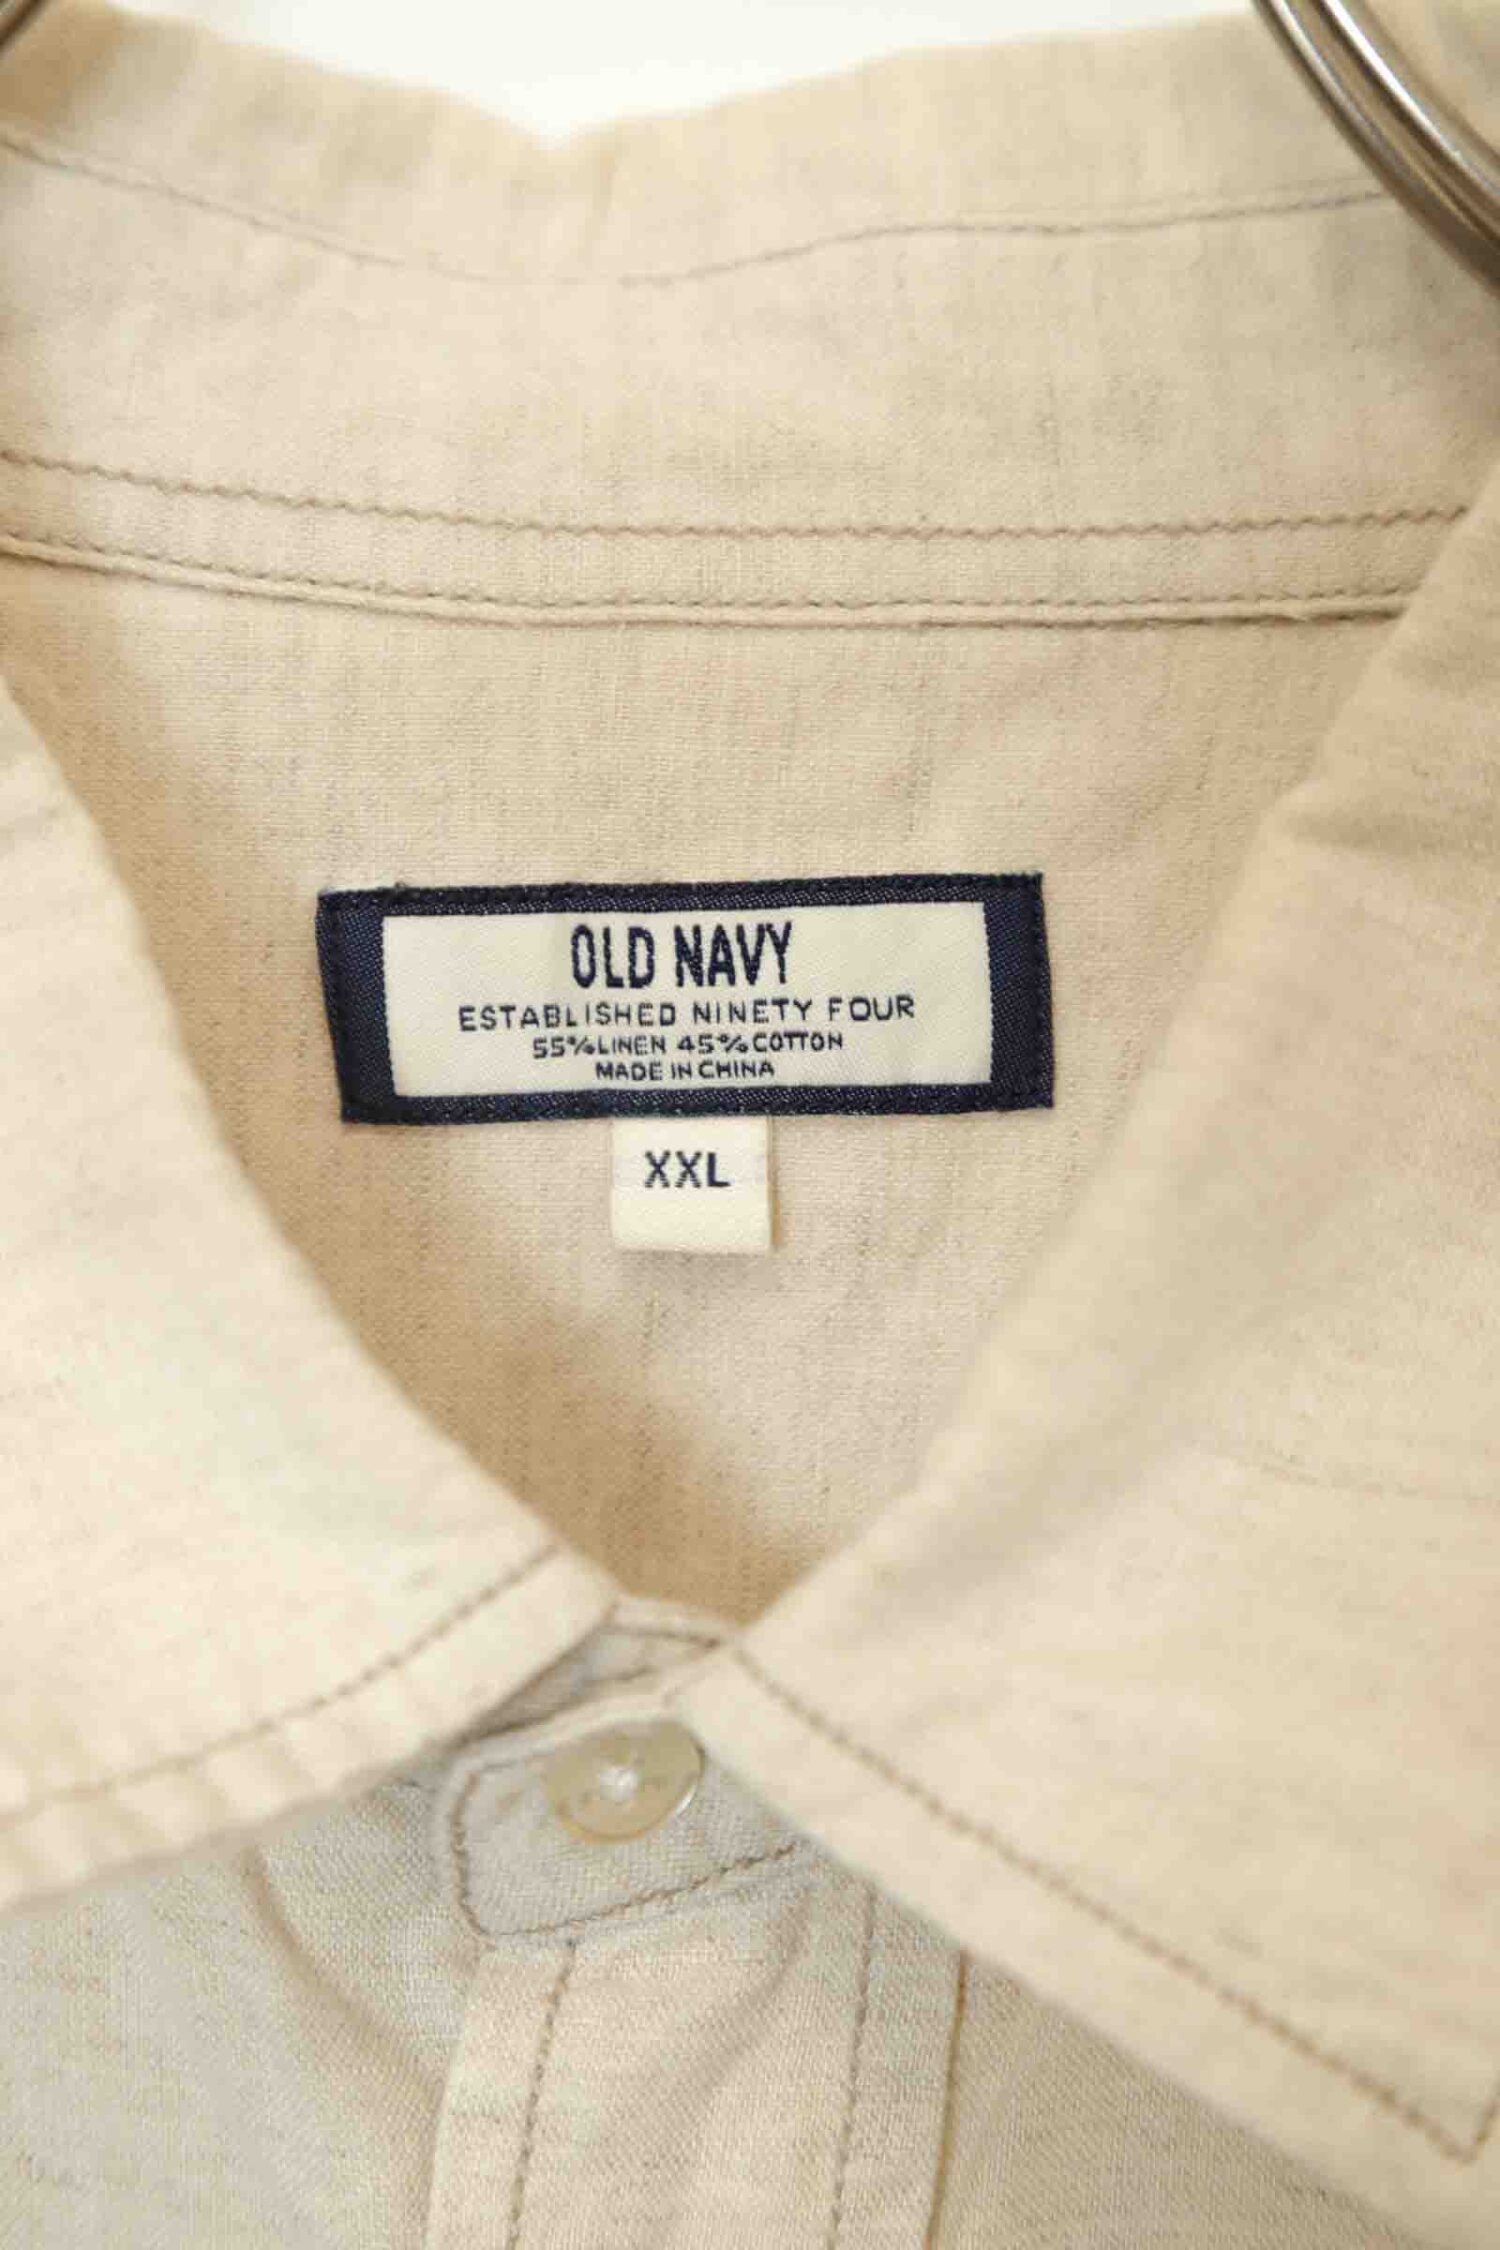 OLD NAVY
ESTABLISHED NINETY FOUR
55%LINEN 45%COTTON
MADE IN CHINA
XXL